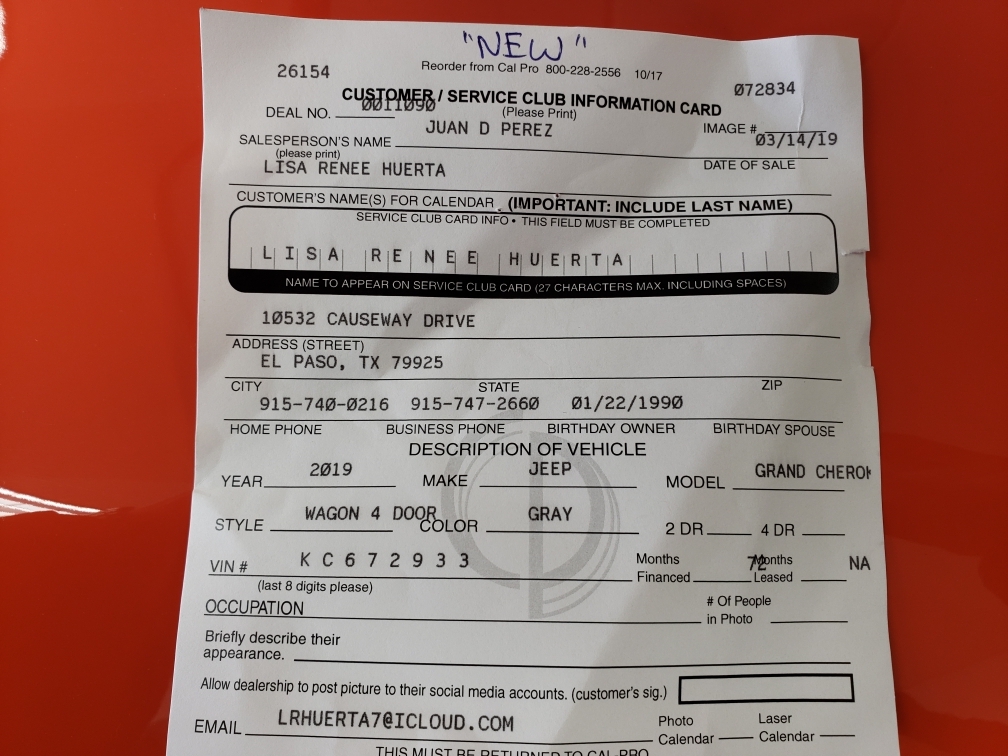 "NEW"
Reorder from Cal Pro 800-228-2556 10/17
26154
072834
CUSTOMER / SERVICE CLUB INFORMATION CARD
0011090
DEAL NO.
(Please Print)
IMAGE #
JUAN D PEREZ
03/14/19
SALESPERSON'S NAME
(please print)
DATE OF SALE
LISA RENEE HUERTA
CUSTOMER'S NAME(S) FOR CALENDAR (IMPORTANT: INCLUDE LAST NAME)
SERVICE CLUB CARD INFO • THIS FIELD MUST BE COMPLETED
LISA RENEE HUERTA
NAME TO APPEAR ON SERVICE CLUB CARD (27 CHARACTERS MAX. INCLUDING SPACES)
10532 CAUSEWAY DRIVE
ADDRESS (STREET)
EL PASO, TX 79925
CITY STATE ZIP
915-740-0216 915-747-2660 01/22/1990
HOME PHONE BUSINESS PHONE BIRTHDAY OWNER BIRTHDAY SPOUSE
DESCRIPTION OF VEHICLE
YEAR 2019 MAKE JEEP MODEL GRAND CHEROK
STYLE WAGON 4 DOOR COLOR GRAY 2 DR 4 DR
VIN # KC672933 Months Financed 72 Months Leased NA
(last 8 digits please)
OCCUPATION # Of People in Photo
Briefly describe their
appearance.
Allow dealership to post picture to their social media accounts. (customer's sig.)
EMAIL LRHUERTA7@ICLOUD.COM Photo Calendar Laser Calendar
THIS MUST BE RETURNED TO CAL-PRO